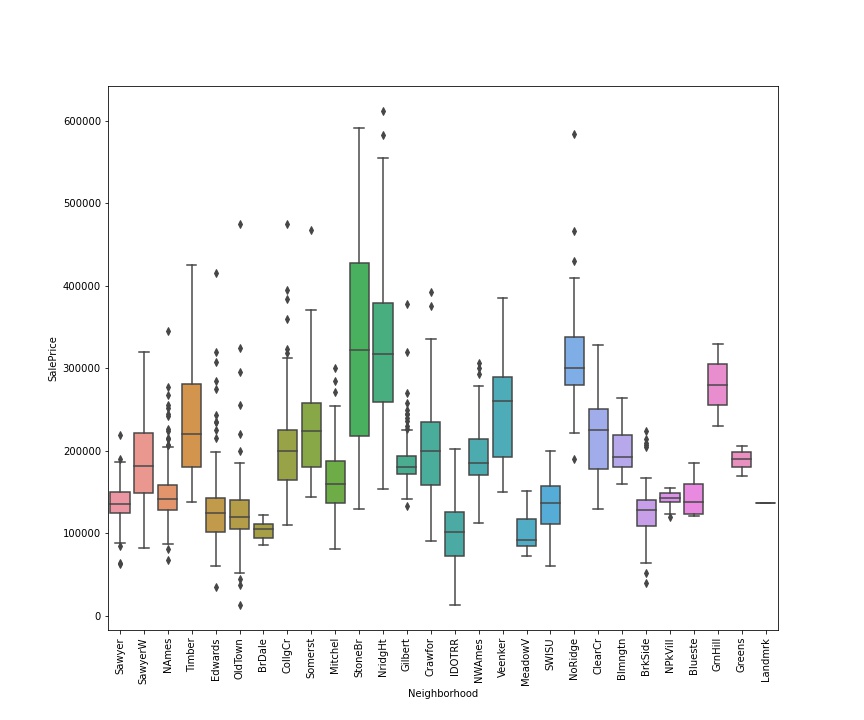 600000
500000
400000
300000
200000
100000
0
SalePrice
Sawyer
SawyerW
NAmes
Timber
Edwards
OldTown
BrDale
CollgCr
Somerst
Mitchel
StoneBr
NridgHt
Gilbert
Crawfor
IDOTRR
NWAmes
Veenker
MeadowV
SWISU
NoRidge
ClearCr
Blmngtn
BrkSide
NPkVill
Blueste
GrnHill
Greens
Landmrk
Neighborhood